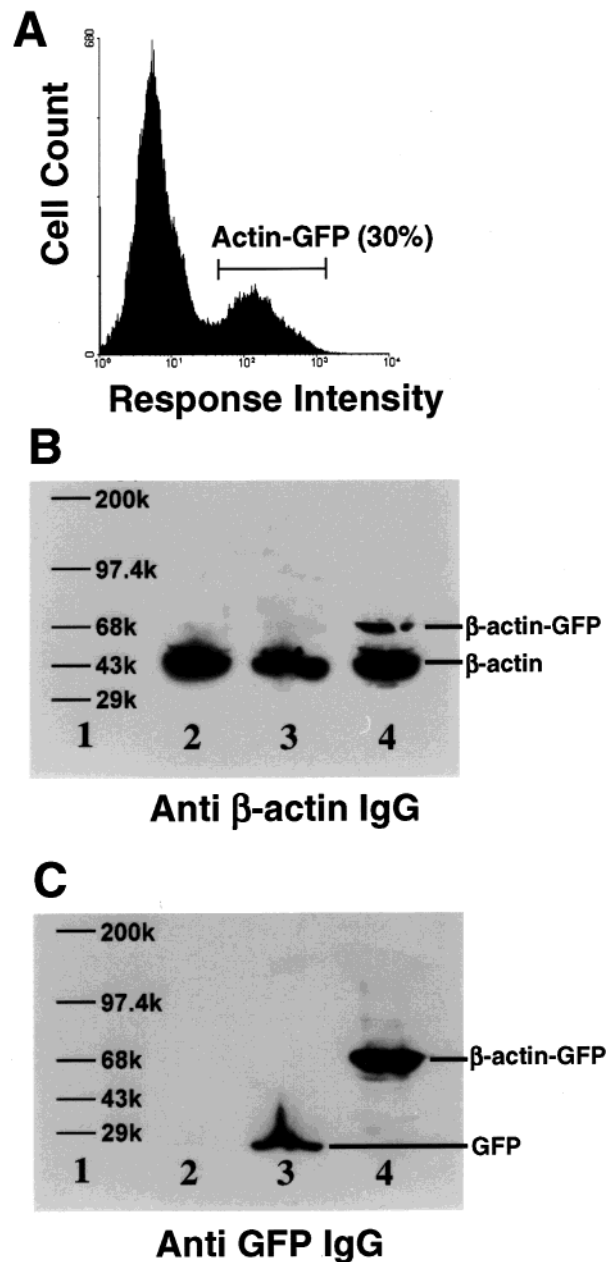 A
680
Cell Count
Actin-GFP (30%)
0
10⁰ 10¹ 10² 10³ 10⁴
Response Intensity
B
200k
97.4k
68k
β-actin-GFP
43k
β-actin
29k
1 2 3 4
Anti β-actin IgG
C
200k
97.4k
68k
β-actin-GFP
43k
29k
GFP
1 2 3 4
Anti GFP IgG